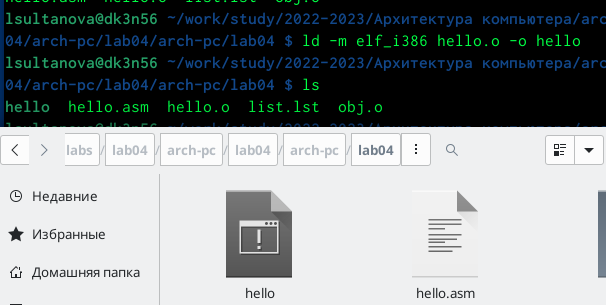 lsultanova@dk3n56 ~/work/study/2022-2023/Архитектура компьютера/arc
04/arch-pc/lab04/arch-pc/lab04 $ ld -m elf_i386 hello.o -o hello
lsultanova@dk3n56 ~/work/study/2022-2023/Архитектура компьютера/arc
04/arch-pc/lab04/arch-pc/lab04 $ ls
hello hello.asm hello.o list.lst obj.o
labs / lab04 / arch-pc / lab04 / arch-pc / lab04
Недавние
Избранные
Домашняя папка
hello
hello.asm